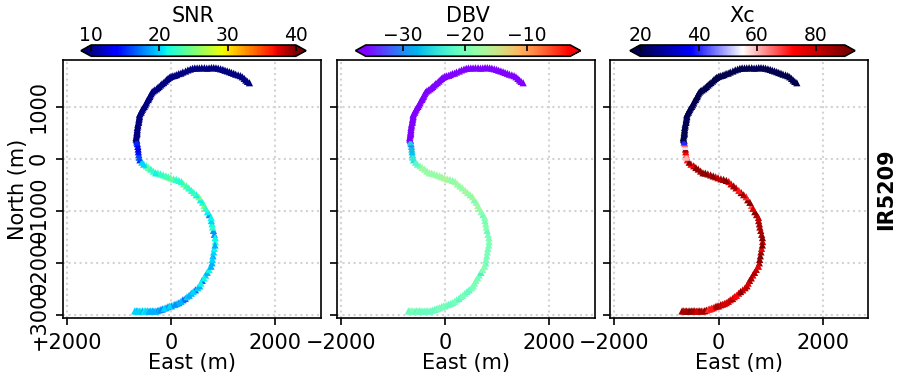 SNR DBV Xc
10 20 30 40 −30 −20 −10 20 40 60 80
North (m)
1000
0
−1000
−2000
−3000
−2000 0 2000 −2000 0 2000 −2000 0 2000
East (m) East (m) East (m)
IR5209